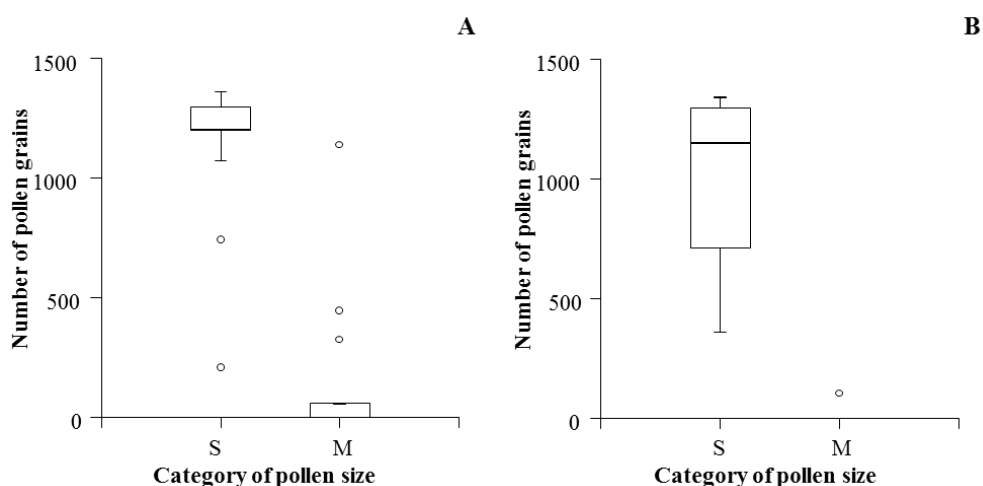 A
Number of pollen grains
1500
1000
500
0
S M
Category of pollen size
B
Number of pollen grains
1500
1000
500
0
S M
Category of pollen size